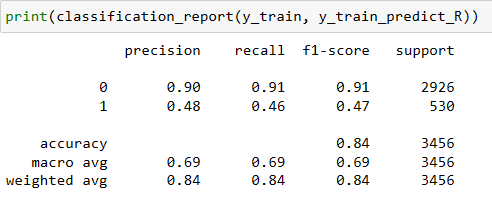 print(classification_report(y_train, y_train_predict_R))
precision recall f1-score support
0 0.90 0.91 0.91 2926
1 0.48 0.46 0.47 530
accuracy 0.84 3456
macro avg 0.69 0.69 0.69 3456
weighted avg 0.84 0.84 0.84 3456